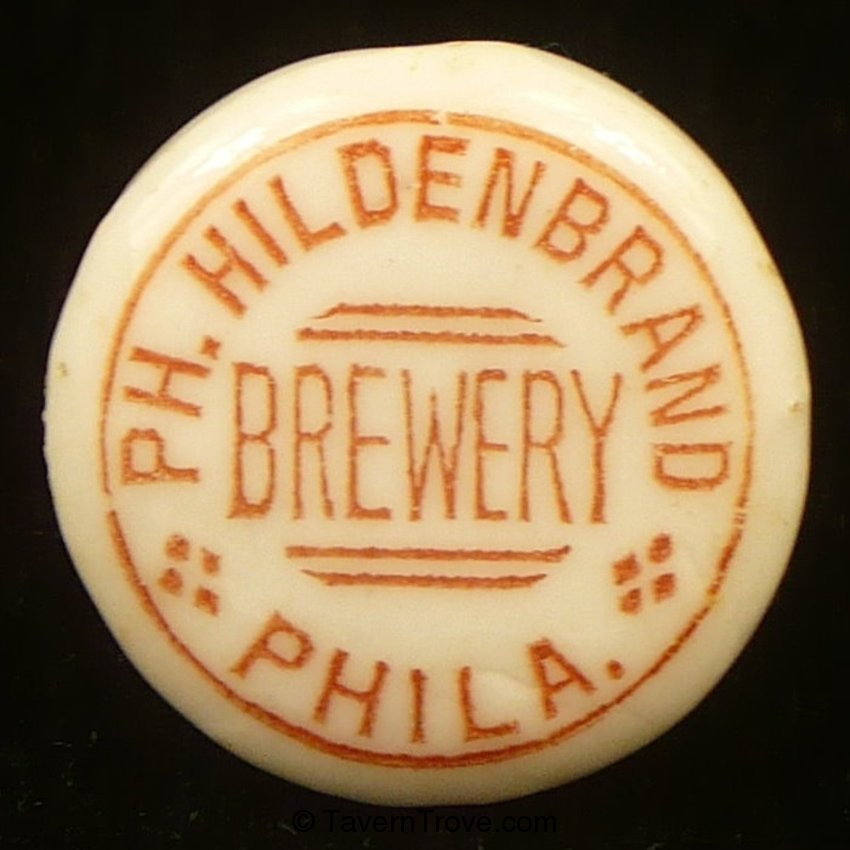 PH. HILDENBRAND
BREWERY
PHILA.
© TavernTrove.com